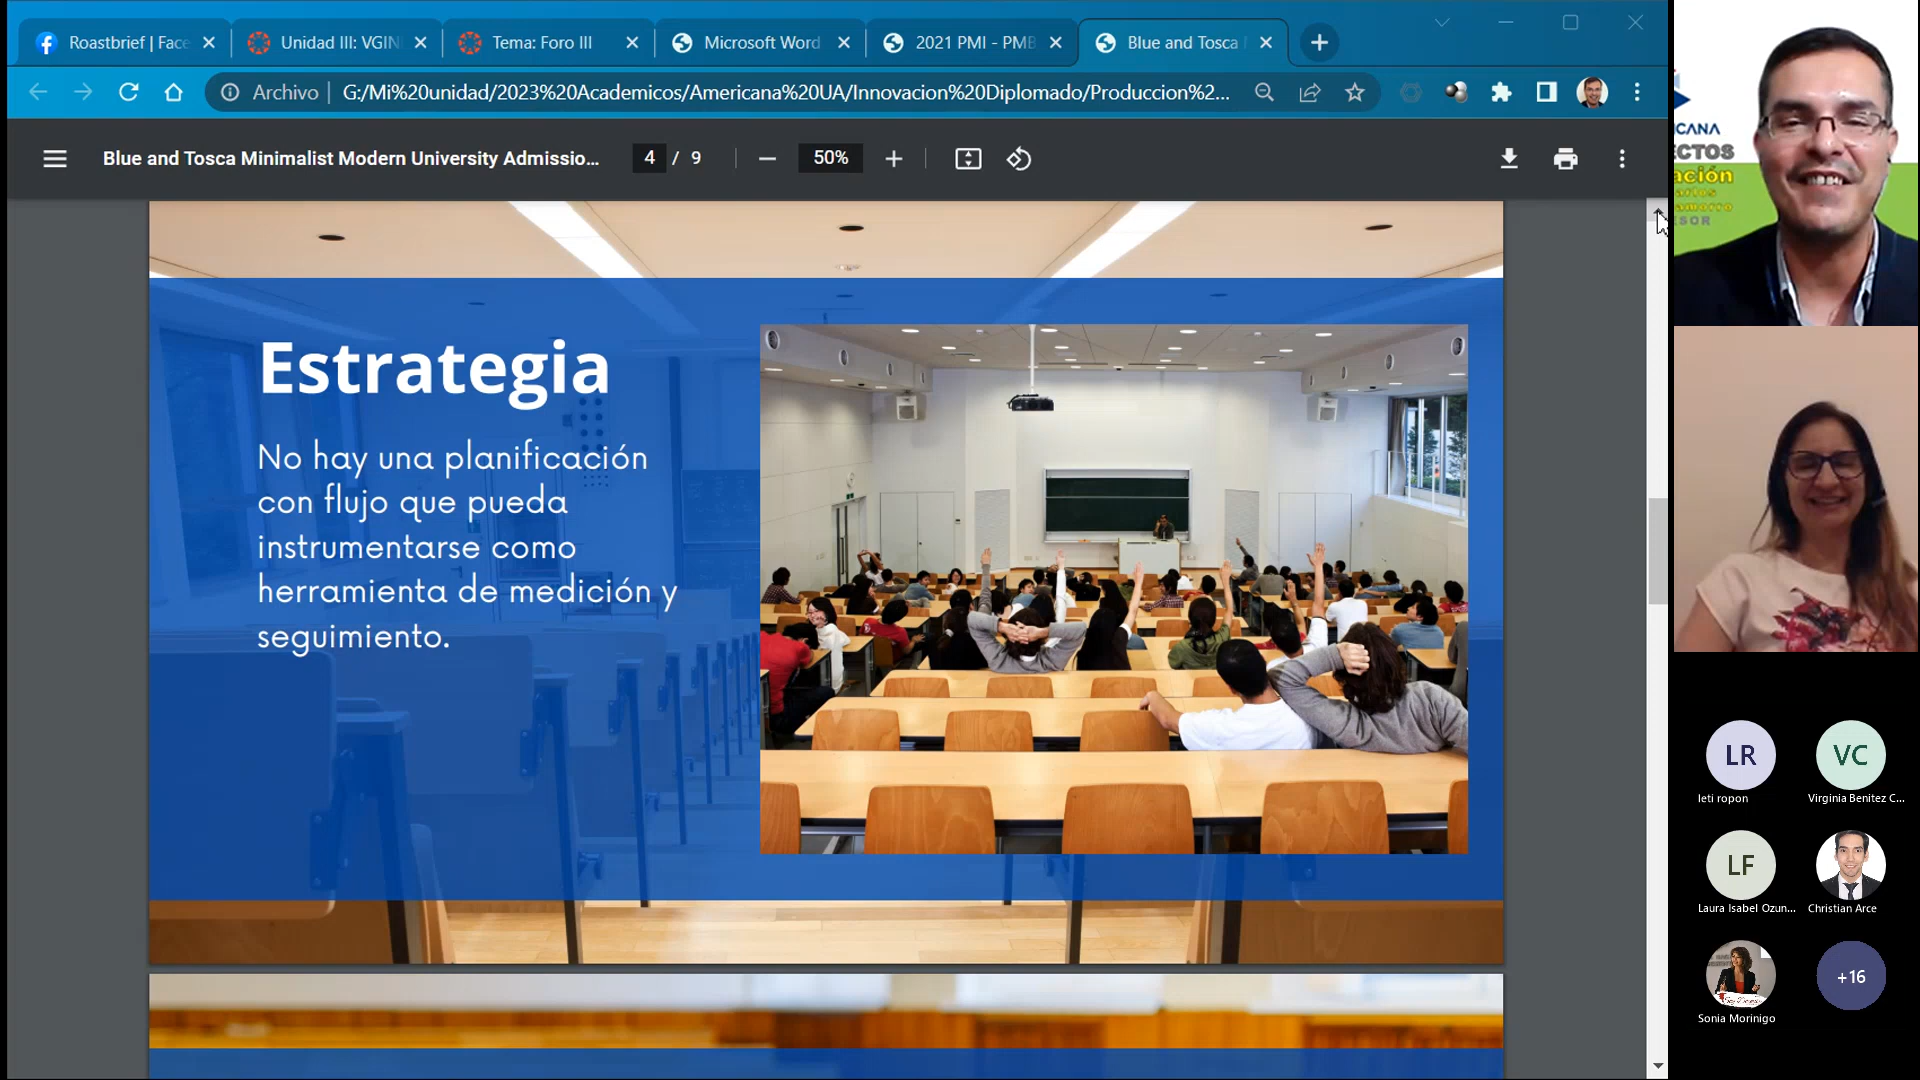 Roastbrief | Face
Unidad III: VGIN
Tema: Foro III
Microsoft Word
2021 PMI - PMB
Blue and Tosca
Archivo
G:/Mi%20unidad/2023%20Academicos/Americana%20UA/Innovacion%20Diplomado/Produccion%2...
Blue and Tosca Minimalist Modern University Admissio...
4 / 9
50%
Estrategia
No hay una planificación
con flujo que pueda
instrumentarse como
herramienta de medición y
seguimiento.
ICANA
ECTOS
ación
LR
leti ropon
VC
Virginia Benitez C...
LF
Laura Isabel Ozun...
Christian Arce
Sonia Morinigo
+16